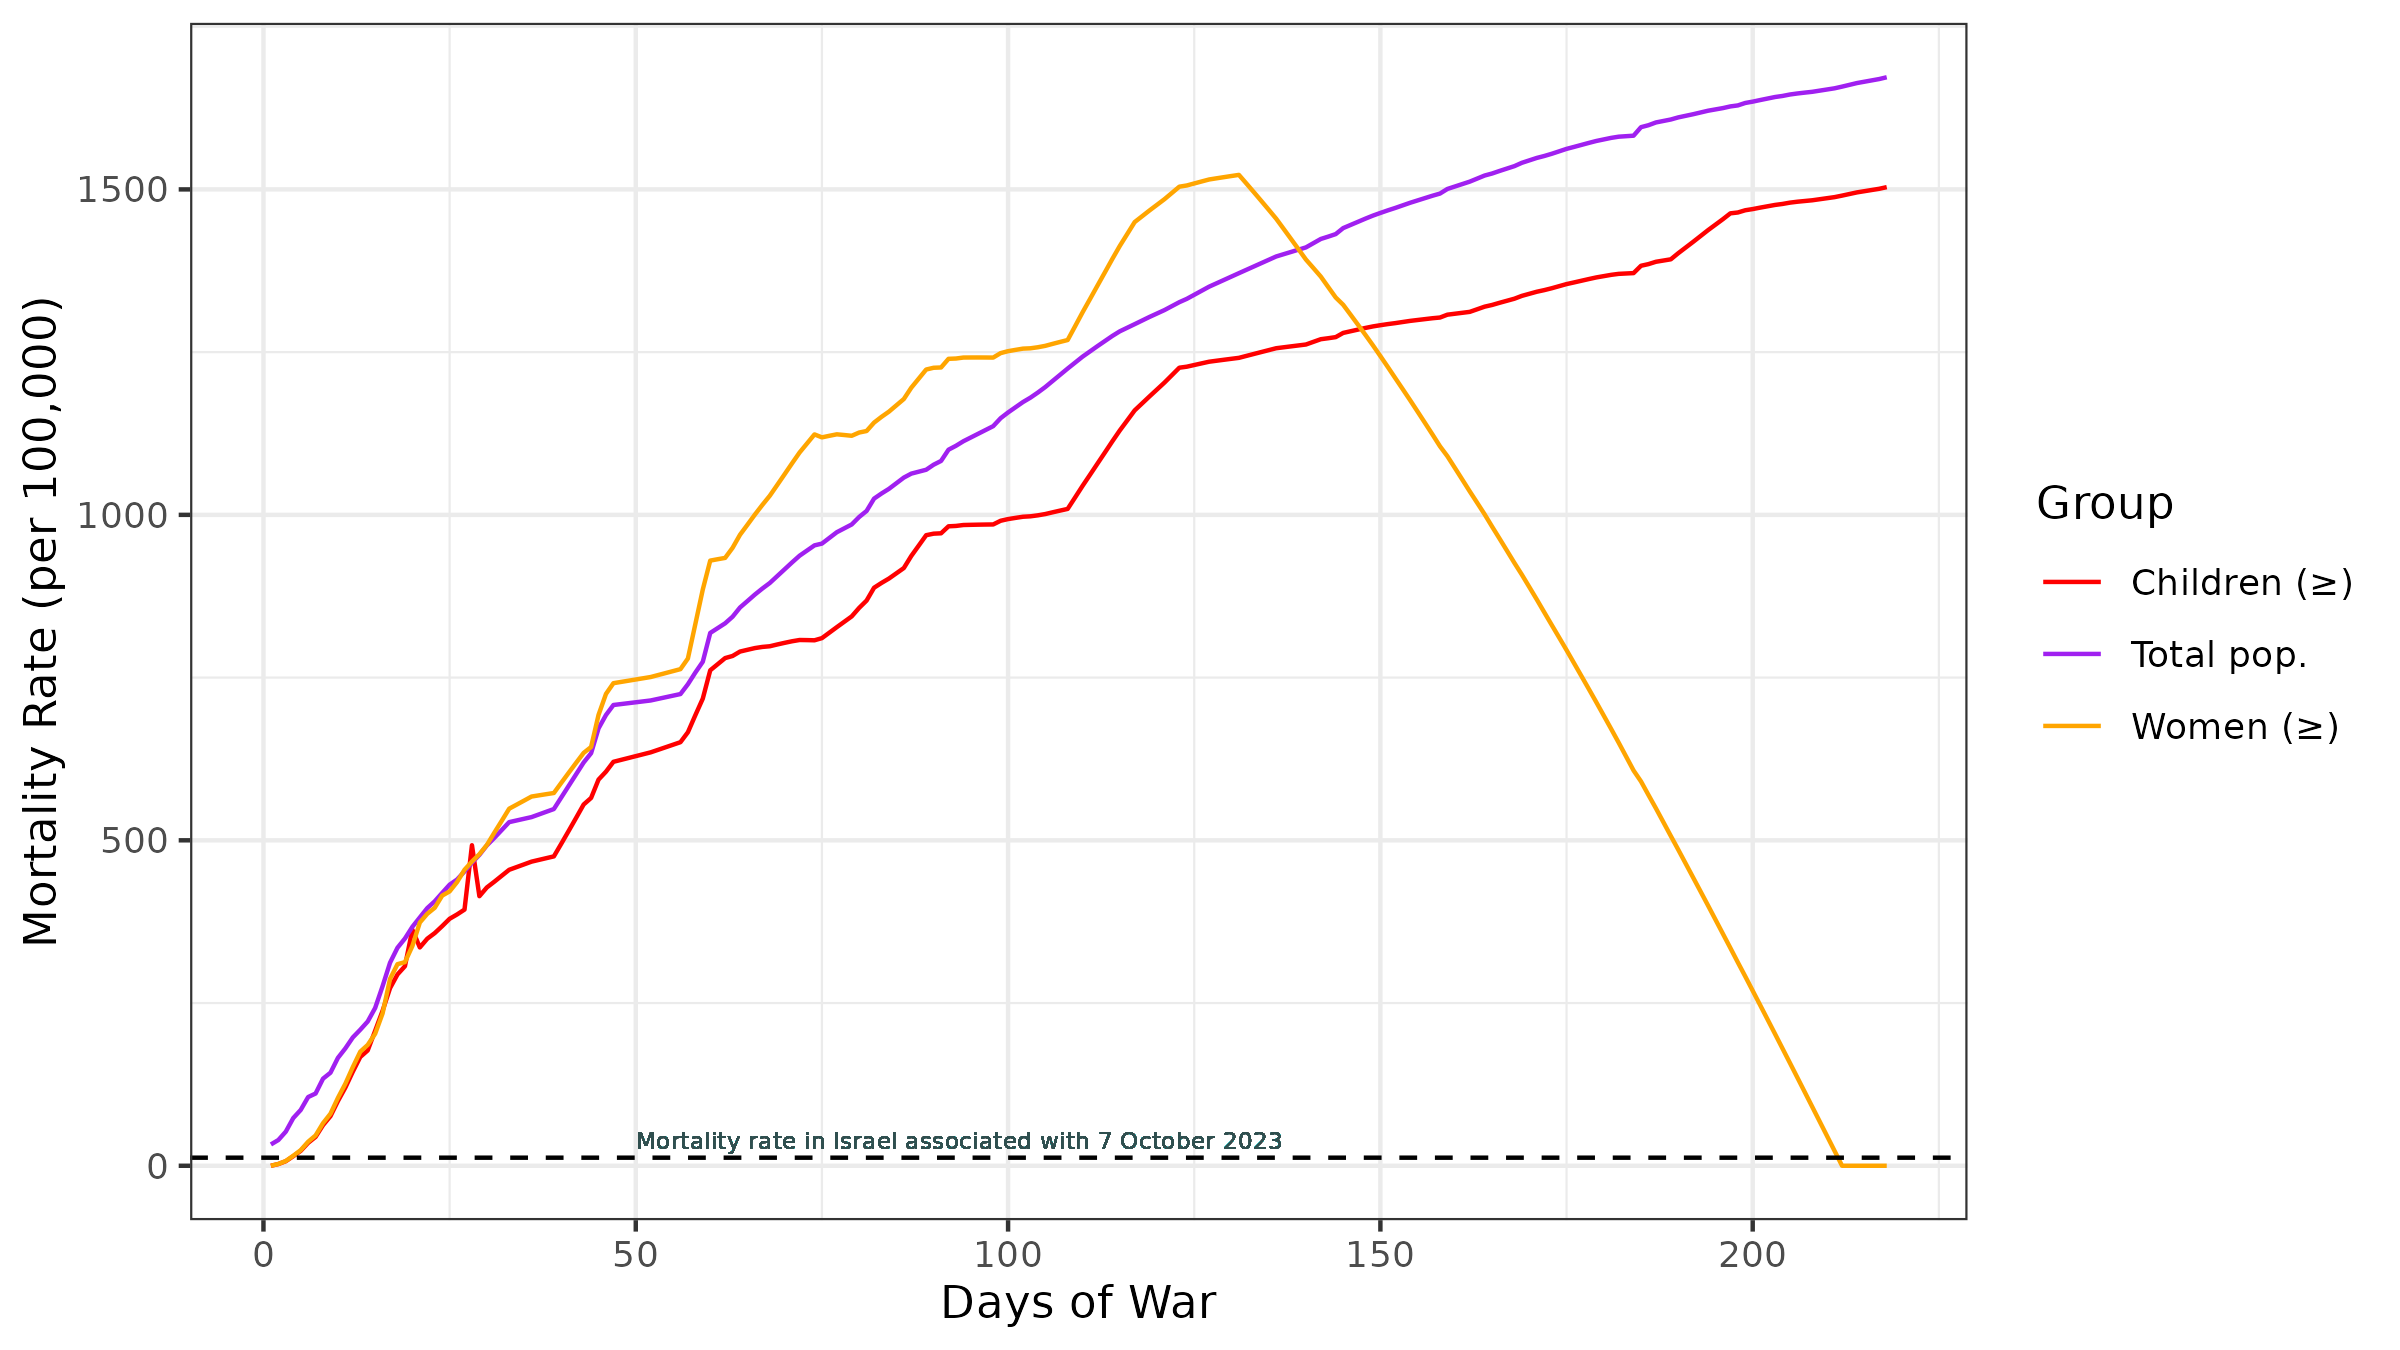 Mortality Rate (per 100,000)
1500
1000
500
0
Mortality rate in Israel associated with 7 October 2023
0 50 100 150 200
Days of War
Group
Children (≥)
Total pop.
Women (≥)